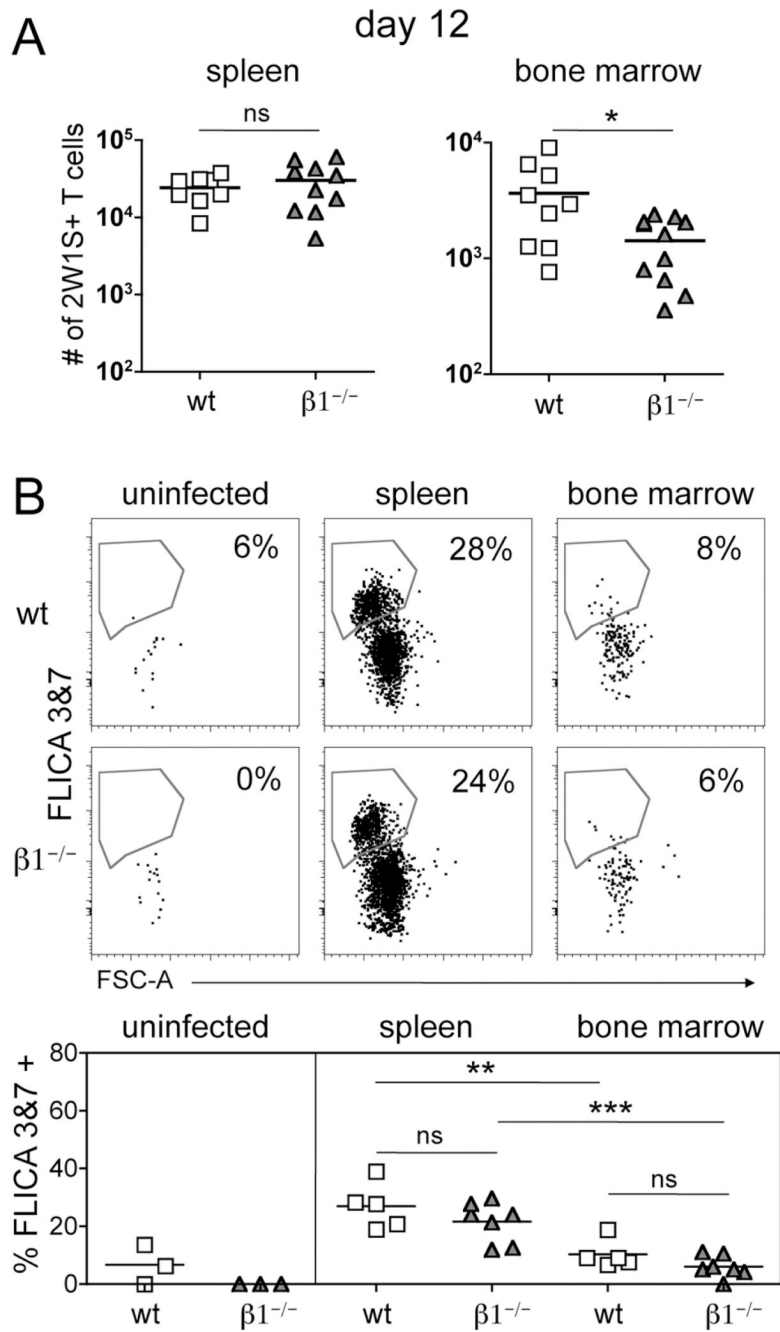 A
day 12
spleen
bone marrow
ns
*
# of 2W1S+ T cells
10⁵
10⁴
10³
10²
10⁴
10³
10²
wt
β1⁻/⁻
wt
β1⁻/⁻
B
uninfected
spleen
bone marrow
wt
6%
28%
8%
FLICA 3&7
β1⁻/⁻
0%
24%
6%
FSC-A
uninfected
spleen
bone marrow
% FLICA 3&7 +
80
60
40
20
0
**
***
ns
ns
wt
β1⁻/⁻
wt
β1⁻/⁻
wt
β1⁻/⁻